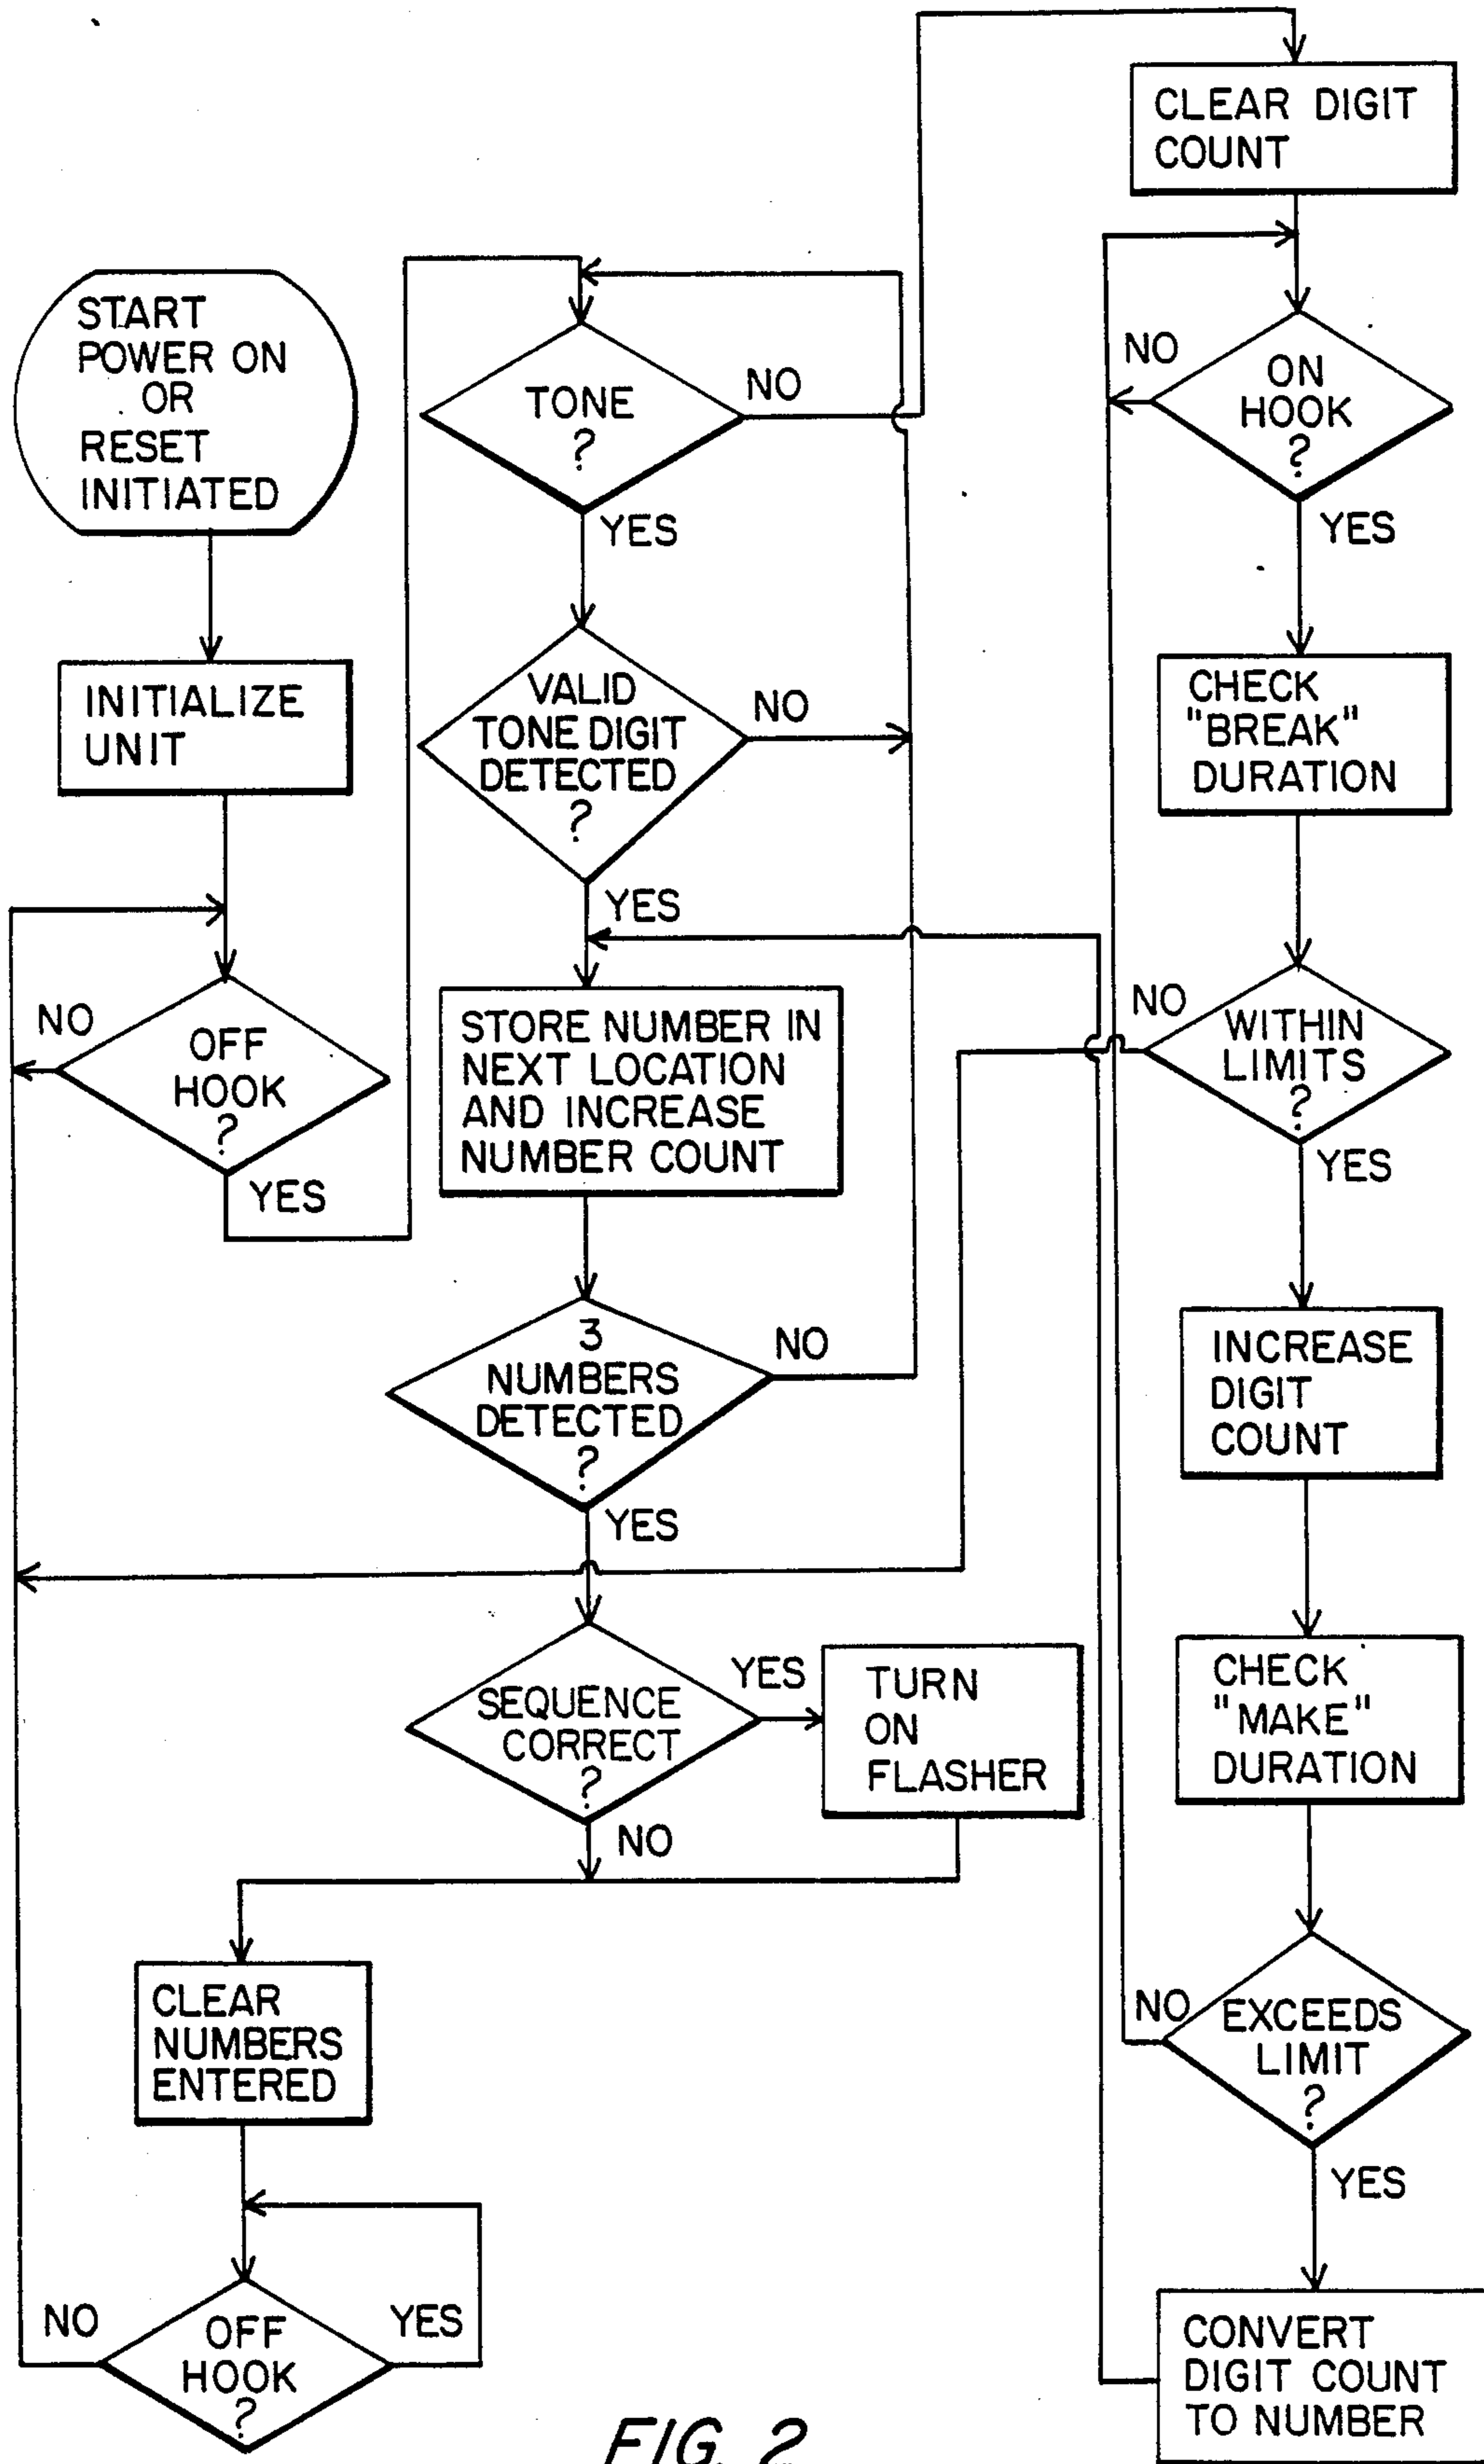 START
POWER ON
OR
RESET
INITIATED
INITIALIZE
UNIT
NO
OFF
HOOK
?
YES
TONE
?
NO
YES
VALID
TONE DIGIT
DETECTED
?
NO
YES
STORE NUMBER IN
NEXT LOCATION
AND INCREASE
NUMBER COUNT
3
NUMBERS
DETECTED
?
NO
YES
SEQUENCE
CORRECT
?
YES
NO
TURN
ON
FLASHER
CLEAR
NUMBERS
ENTERED
NO
OFF
HOOK
?
YES
CLEAR DIGIT
COUNT
NO
ON
HOOK
?
YES
CHECK
"BREAK"
DURATION
NO
WITHIN
LIMITS
?
YES
INCREASE
DIGIT
COUNT
CHECK
"MAKE"
DURATION
NO
EXCEEDS
LIMIT
?
YES
CONVERT
DIGIT COUNT
TO NUMBER
FIG. 2